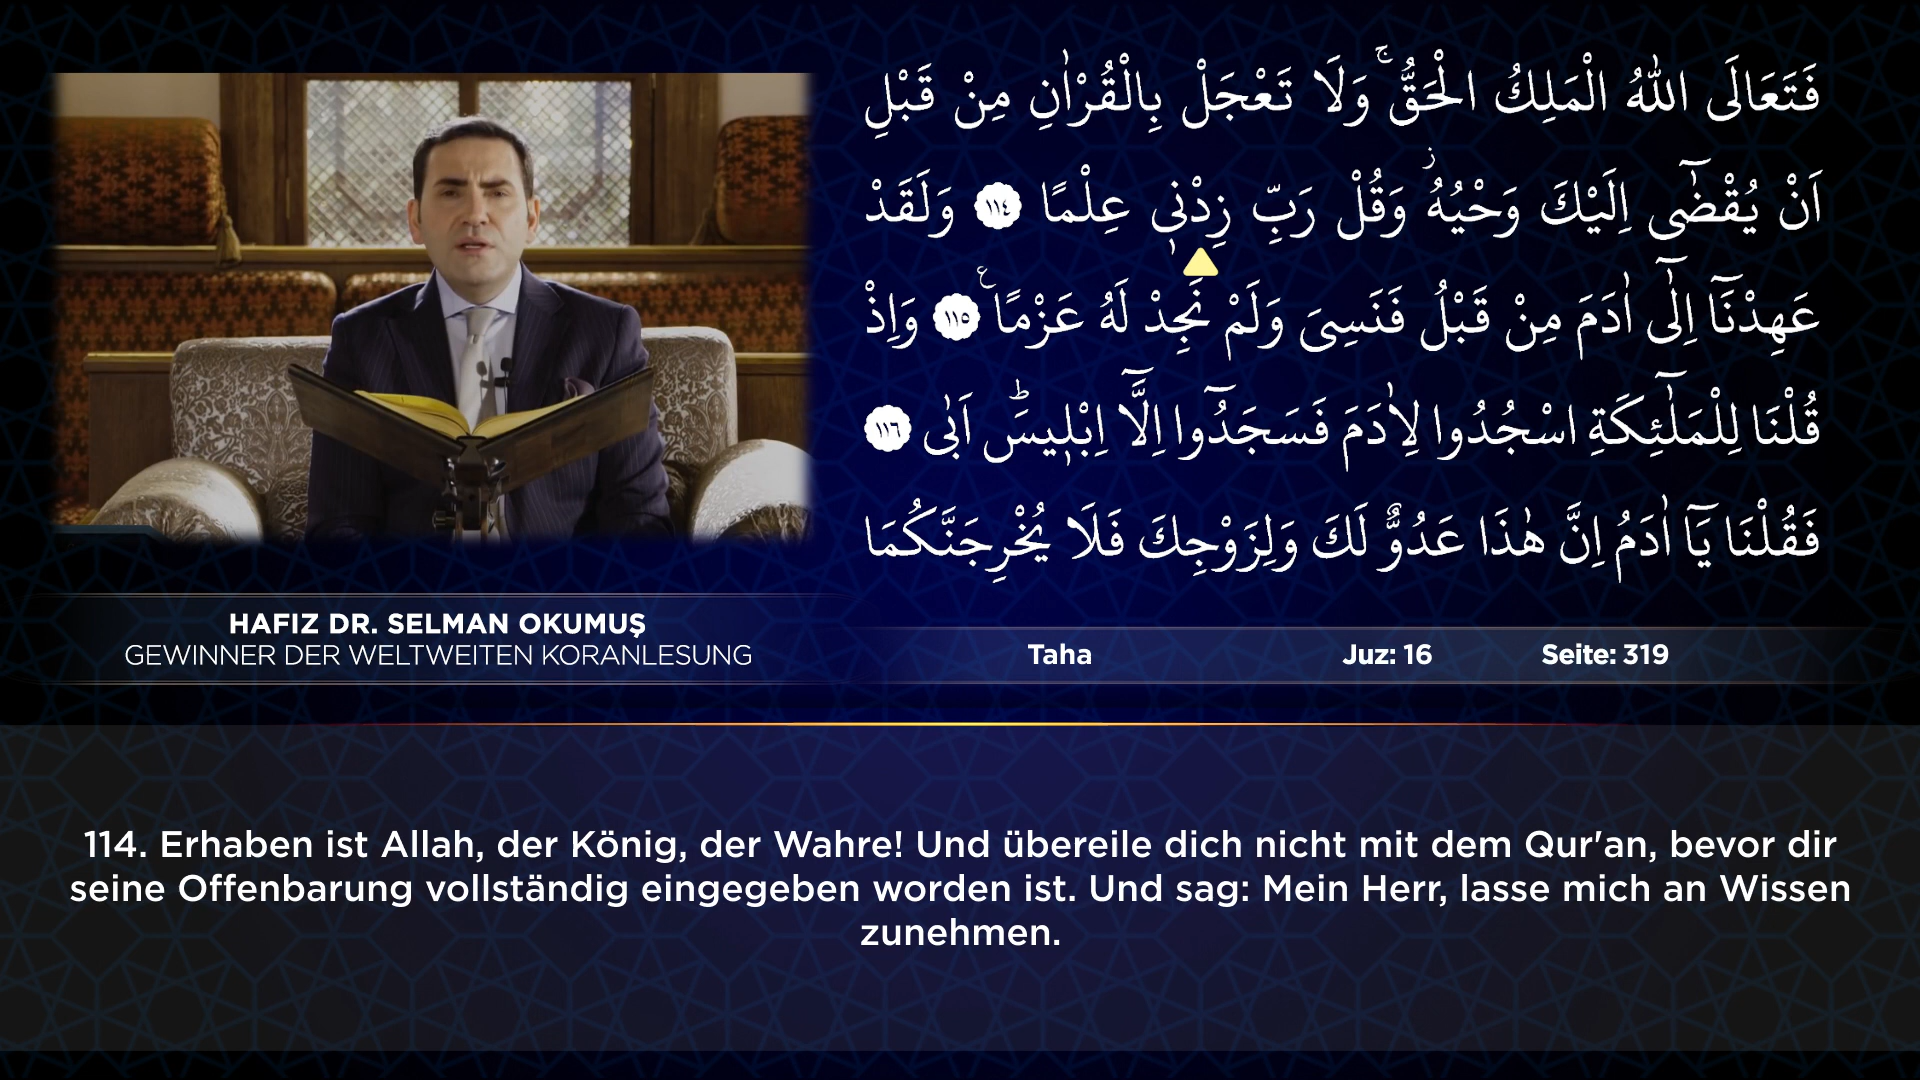 فَتَعَالَى اللّٰهُ الْمَلِكُ الْحَقُّۚ وَلَا تَعْجَلْ بِالْقُرْاٰنِ مِنْ قَبْلِ
اَنْ يُقْضٰٓى اِلَيْكَ وَحْيُهُۘ وَقُلْ رَبِّ زِدْنٖى عِلْمًا ﴿١١٤﴾ وَلَقَدْ
عَهِدْنَٓا اِلٰٓى اٰدَمَ مِنْ قَبْلُ فَنَسِىَ وَلَمْ نَجِدْ لَهُ عَزْمًا ع ﴿١١٥﴾ وَاِذْ
قُلْنَا لِلْمَلٰٓئِكَةِ اسْجُدُوا لِاٰدَمَ فَسَجَدُٓوا اِلَّٓا اِبْلٖيسَؕ اَبٰى ﴿١١٦﴾
فَقُلْنَا يَٓا اٰدَمُ اِنَّ هٰذَا عَدُوٌّ لَكَ وَلِزَوْجِكَ فَلَا يُخْرِجَنَّكُمَا
HAFIZ DR. SELMAN OKUMUŞ
GEWINNER DER WELTWEITEN KORANLESUNG
Taha Juz: 16 Seite: 319
114. Erhaben ist Allah, der König, der Wahre! Und übereile dich nicht mit dem Qur'an, bevor dir
seine Offenbarung vollständig eingegeben worden ist. Und sag: Mein Herr, lasse mich an Wissen
zunehmen.